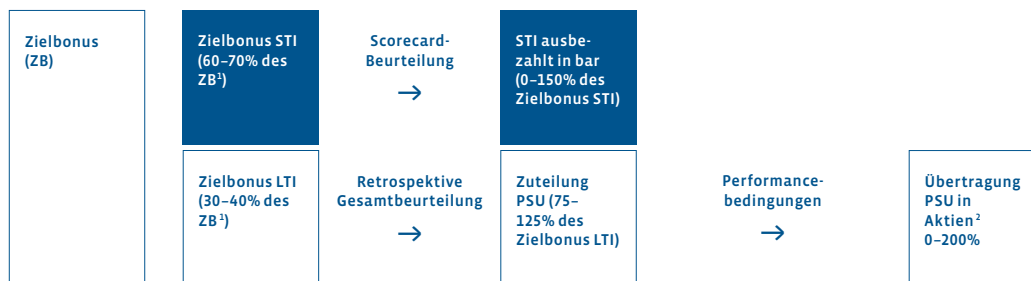 Zielbonus
(ZB)
Zielbonus STI
(60–70% des
ZB¹)
Scorecard-
Beurteilung
→
STI ausbe-
zahlt in bar
(0–150% des
Zielbonus STI)
Zielbonus LTI
(30–40% des
ZB¹)
Retrospektive
Gesamtbeurteilung
→
Zuteilung
PSU (75–
125% des
Zielbonus LTI)
Performance-
bedingungen
→
Übertragung
PSU in
Aktien²
0–200%